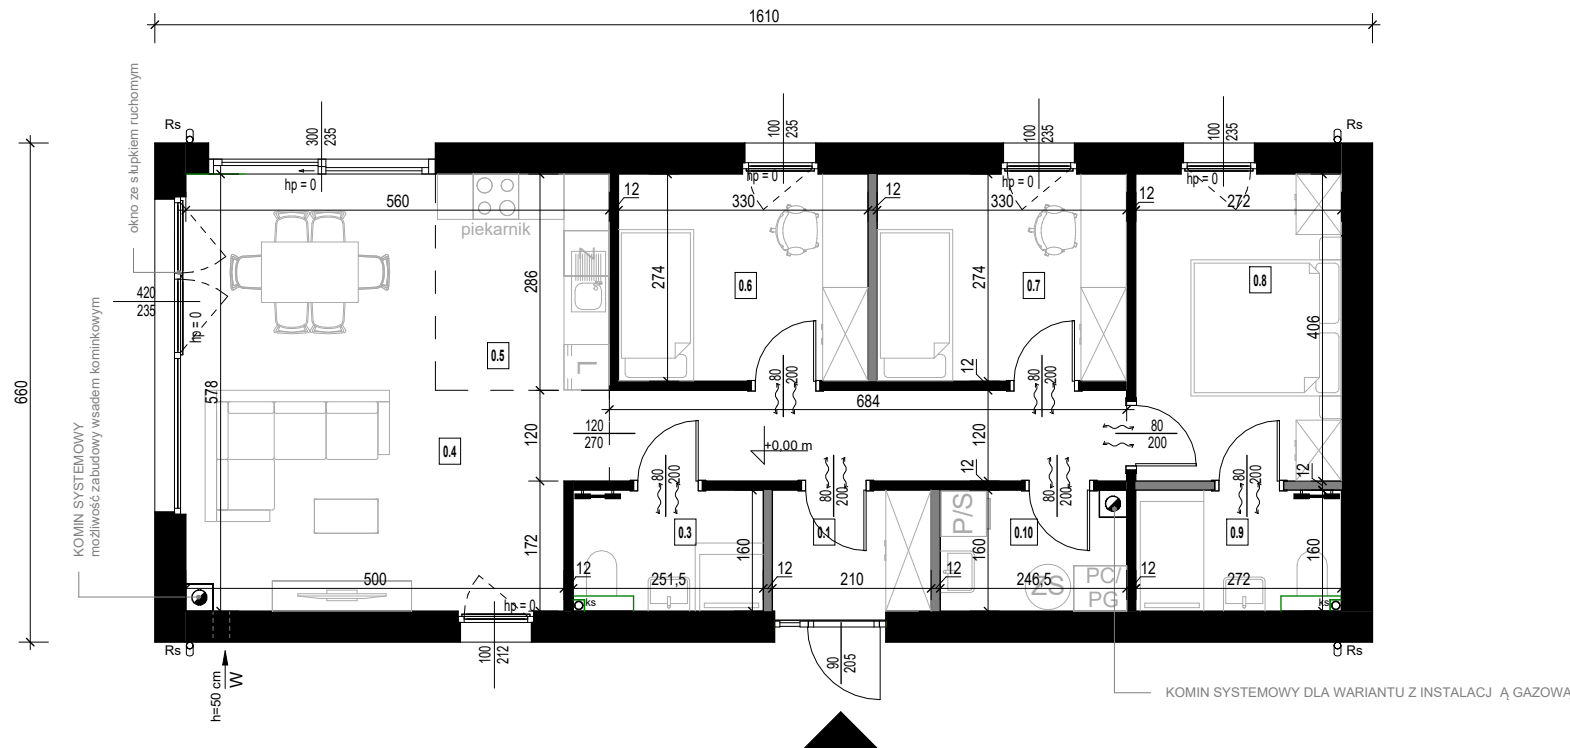 1610
okno ze słupkiem ruchomym
Rs
300
235
100
235
100
235
100
235
Rs
hp = 0
hp = 0
hp = 0
hp = 0
560
12
330
12
330
12
272
piekarnik
Z
286
274
0.6
274
0.7
0.8
406
420
235
hp = 0
660
KOMIN SYSTEMOWY
możliwość zabudowy wsadem kominkowym
0.5
L
578
80
200
12
80
200
684
120
270
120
+0,00 m
120
80
200
0.4
80
200
80
200
12
80
200
80
200
12
172
0.3
160
0.1
P/S
160
0.10
0.9
160
500
12
251,5
12
210
12
246,5
12
272
ZS
PC/
PG
ks
ks
hp = 0
Rs
100
212
90
205
Rs
h=50 cm
W
KOMIN SYSTEMOWY DLA WARIANTU Z INSTALACJ Ą GAZOWA